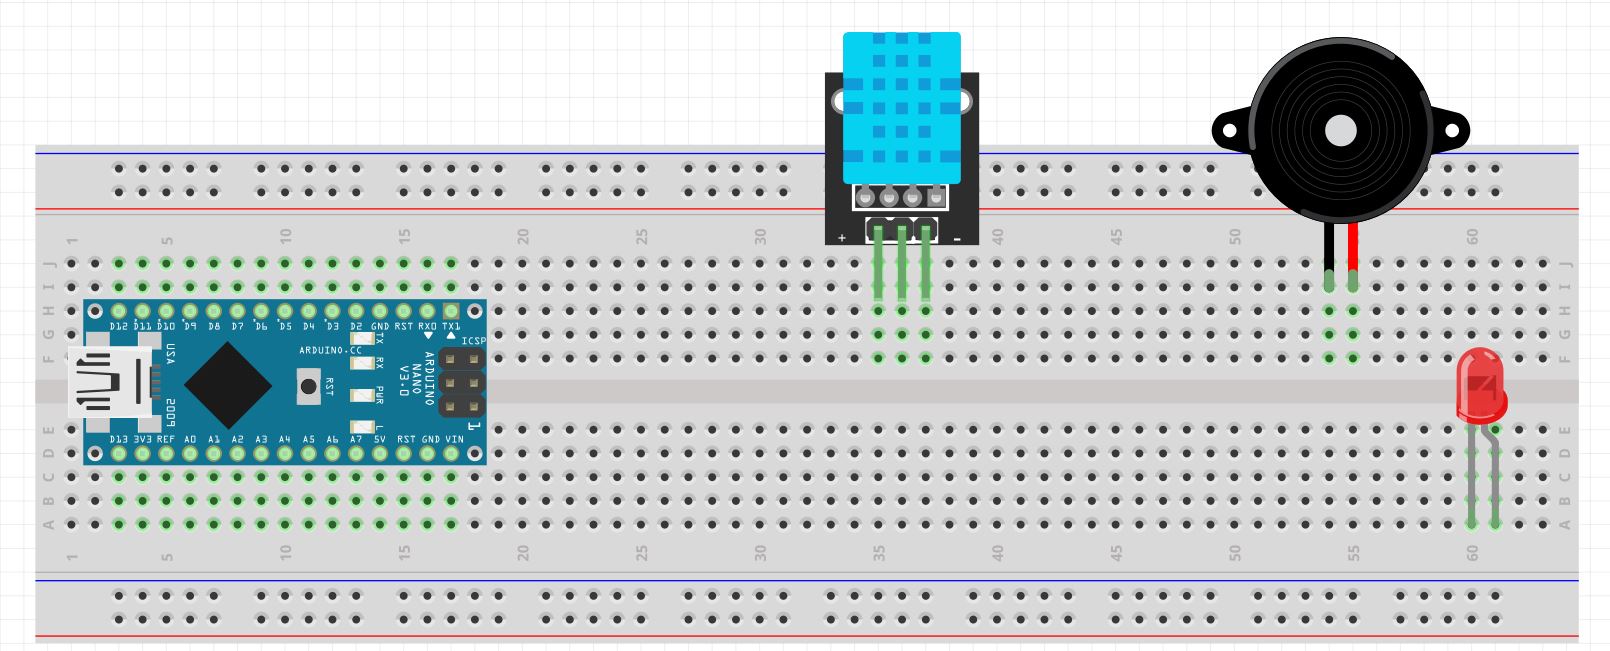 + -
1 5 10 15 20 25 30 35 40 45 50 55 60
J J
I I
H H
G G
F F
D12 D11 D10 D9 D8 D7 D6 D5 D4 D3 D2 GND RST RX0 TX1
TX
RX
PWR
L
ICSP
1
ARDUINO.CC
ARDUINO
NANO
V3.0
USA
2009
RST
D13 3V3 REF A0 A1 A2 A3 A4 A5 A6 A7 5V RST GND VIN
E E
D D
C C
B B
A A
1 5 10 15 20 25 30 35 40 45 50 55 60